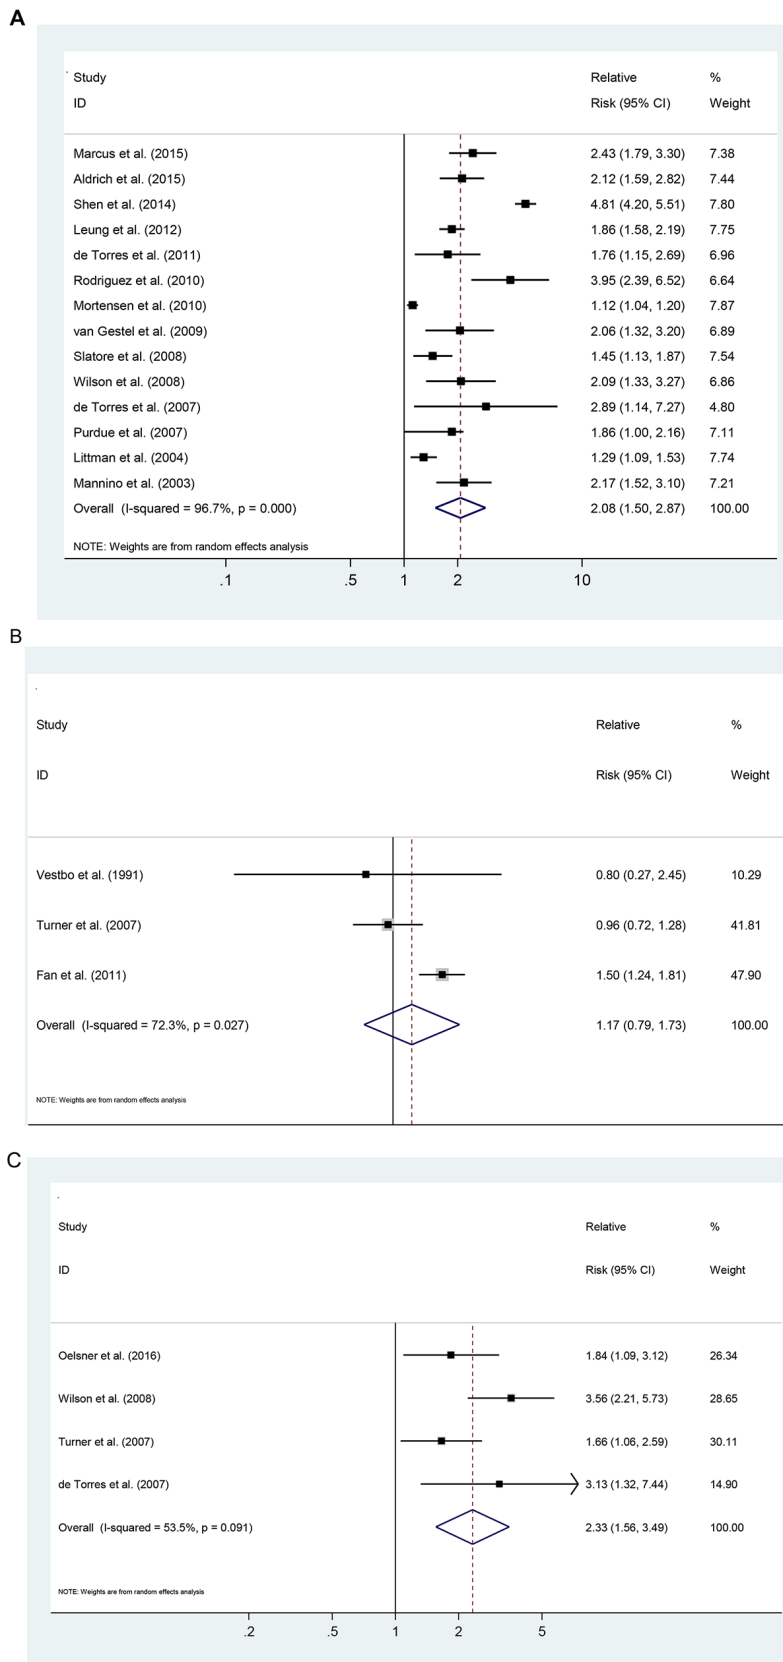 A
Study Relative %
ID Risk (95% CI) Weight
Marcus et al. (2015) 2.43 (1.79, 3.30) 7.38
Aldrich et al. (2015) 2.12 (1.59, 2.82) 7.44
Shen et al. (2014) 4.81 (4.20, 5.51) 7.80
Leung et al. (2012) 1.86 (1.58, 2.19) 7.75
de Torres et al. (2011) 1.76 (1.15, 2.69) 6.96
Rodriguez et al. (2010) 3.95 (2.39, 6.52) 6.64
Mortensen et al. (2010) 1.12 (1.04, 1.20) 7.87
van Gestel et al. (2009) 2.06 (1.32, 3.20) 6.89
Slatore et al. (2008) 1.45 (1.13, 1.87) 7.54
Wilson et al. (2008) 2.09 (1.33, 3.27) 6.86
de Torres et al. (2007) 2.89 (1.14, 7.27) 4.80
Purdue et al. (2007) 1.86 (1.00, 2.16) 7.11
Littman et al. (2004) 1.29 (1.09, 1.53) 7.74
Mannino et al. (2003) 2.17 (1.52, 3.10) 7.21
Overall (I-squared = 96.7%, p = 0.000) 2.08 (1.50, 2.87) 100.00
NOTE: Weights are from random effects analysis
.1 .5 1 2 10
B
Study Relative %
ID Risk (95% CI) Weight
Vestbo et al. (1991) 0.80 (0.27, 2.45) 10.29
Turner et al. (2007) 0.96 (0.72, 1.28) 41.81
Fan et al. (2011) 1.50 (1.24, 1.81) 47.90
Overall (I-squared = 72.3%, p = 0.027) 1.17 (0.79, 1.73) 100.00
NOTE: Weights are from random effects analysis
C
Study Relative %
ID Risk (95% CI) Weight
Oelsner et al. (2016) 1.84 (1.09, 3.12) 26.34
Wilson et al. (2008) 3.56 (2.21, 5.73) 28.65
Turner et al. (2007) 1.66 (1.06, 2.59) 30.11
de Torres et al. (2007) 3.13 (1.32, 7.44) 14.90
Overall (I-squared = 53.5%, p = 0.091) 2.33 (1.56, 3.49) 100.00
NOTE: Weights are from random effects analysis
.2 .5 1 2 5